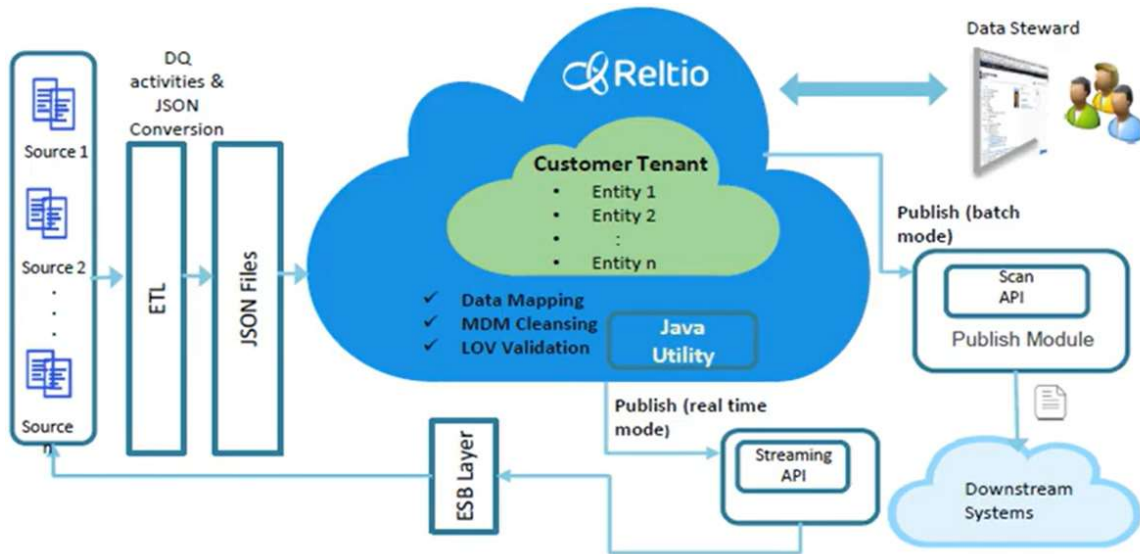 DQ
activities &
JSON
Conversion
Source 1
Source 2
Source n
ETL
JSON Files
Reltio
Customer Tenant
• Entity 1
• Entity 2
• :
• Entity n
✓ Data Mapping
✓ MDM Cleansing
✓ LOV Validation
Java
Utility
Data Steward
Publish (batch
mode)
Scan
API
Publish Module
Downstream
Systems
Publish (real time
mode)
Streaming
API
ESB Layer